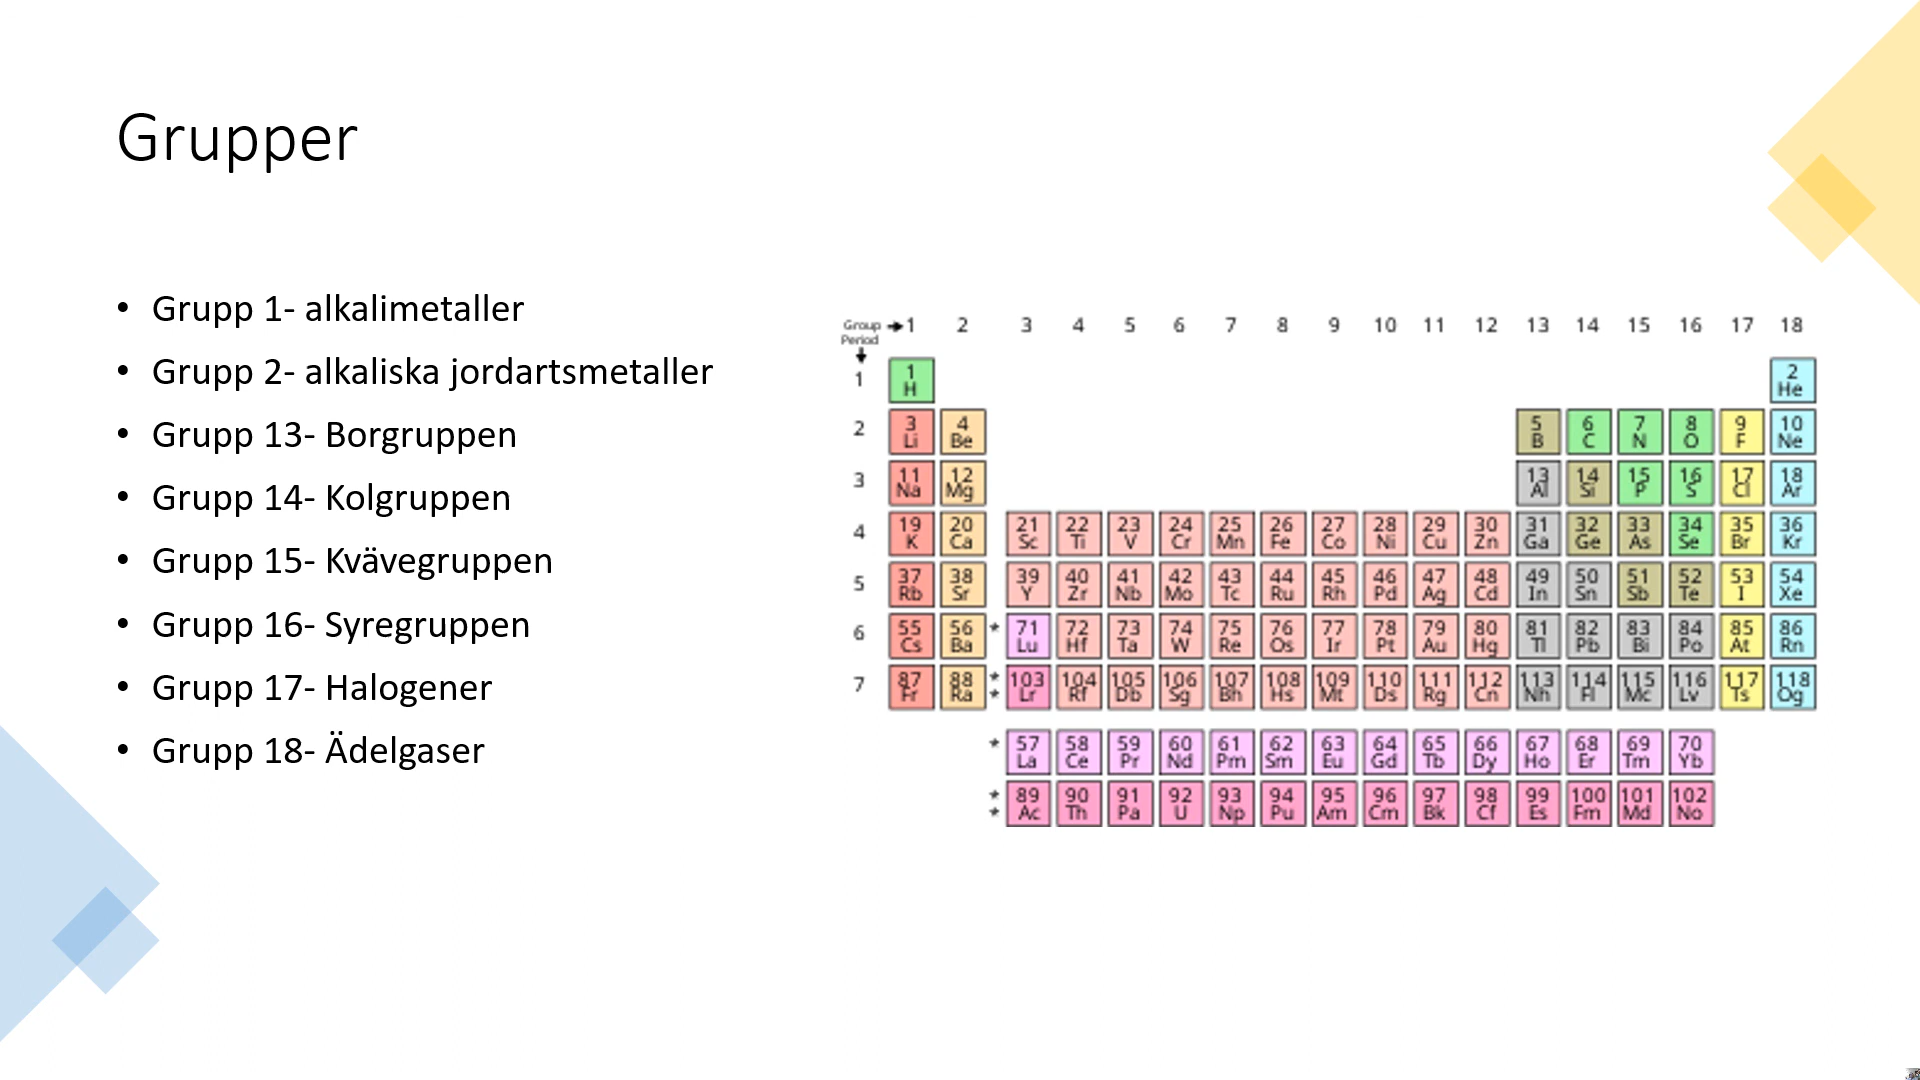 Grupper
• Grupp 1- alkalimetaller
• Grupp 2- alkaliska jordartsmetaller
• Grupp 13- Borgruppen
• Grupp 14- Kolgruppen
• Grupp 15- Kvävegruppen
• Grupp 16- Syregruppen
• Grupp 17- Halogener
• Grupp 18- Ädelgaser
Group → 1 2 3 4 5 6 7 8 9 10 11 12 13 14 15 16 17 18
Period
↓
1 1 2
H He
2 3 4 5 6 7 8 9 10
Li Be B C N O F Ne
3 11 12 13 14 15 16 17 18
Na Mg Al Si P S Cl Ar
4 19 20 21 22 23 24 25 26 27 28 29 30 31 32 33 34 35 36
K Ca Sc Ti V Cr Mn Fe Co Ni Cu Zn Ga Ge As Se Br Kr
5 37 38 39 40 41 42 43 44 45 46 47 48 49 50 51 52 53 54
Rb Sr Y Zr Nb Mo Tc Ru Rh Pd Ag Cd In Sn Sb Te I Xe
6 55 56 * 71 72 73 74 75 76 77 78 79 80 81 82 83 84 85 86
Cs Ba Lu Hf Ta W Re Os Ir Pt Au Hg Tl Pb Bi Po At Rn
7 87 88 * 103 104 105 106 107 108 109 110 111 112 113 114 115 116 117 118
Fr Ra * Lr Rf Db Sg Bh Hs Mt Ds Rg Cn Nh Fl Mc Lv Ts Og
* 57 58 59 60 61 62 63 64 65 66 67 68 69 70
La Ce Pr Nd Pm Sm Eu Gd Tb Dy Ho Er Tm Yb
* 89 90 91 92 93 94 95 96 97 98 99 100 101 102
* Ac Th Pa U Np Pu Am Cm Bk Cf Es Fm Md No